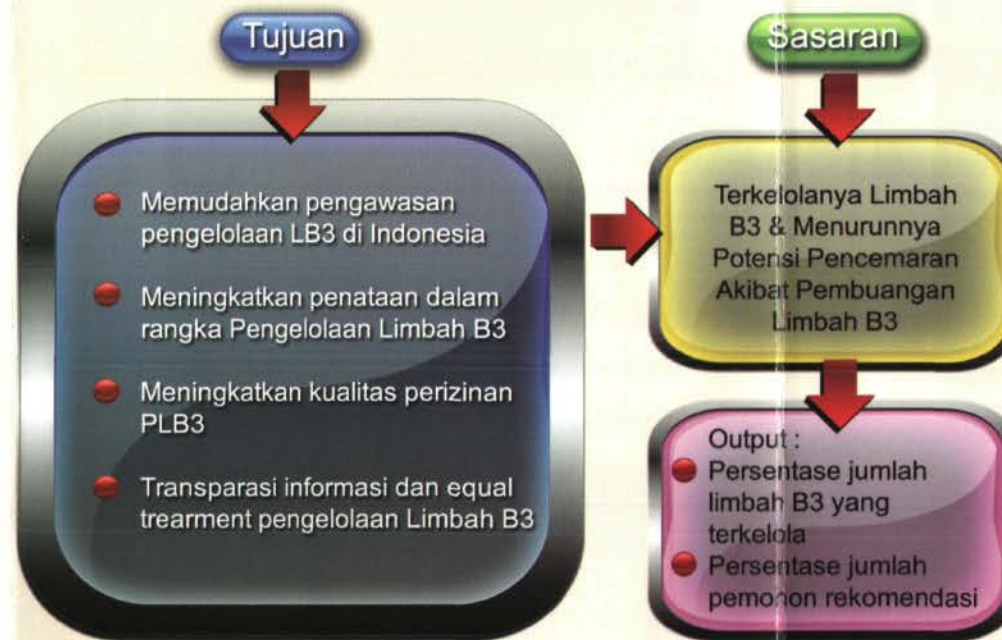 Tujuan
Memudahkan pengawasan
pengelolaan LB3 di Indonesia
Meningkatkan penataan dalam
rangka Pengelolaan Limbah B3
Meningkatkan kualitas perizinan
PLB3
Transparasi informasi dan equal
trearment pengelolaan Limbah B3
Sasaran
Terkelolanya Limbah
B3 & Menurunnya
Potensi Pencemaran
Akibat Pembuangan
Limbah B3
Output :
Persentase jumlah
limbah B3 yang
terkelola
Persentase jumlah
pemohon rekomendasi